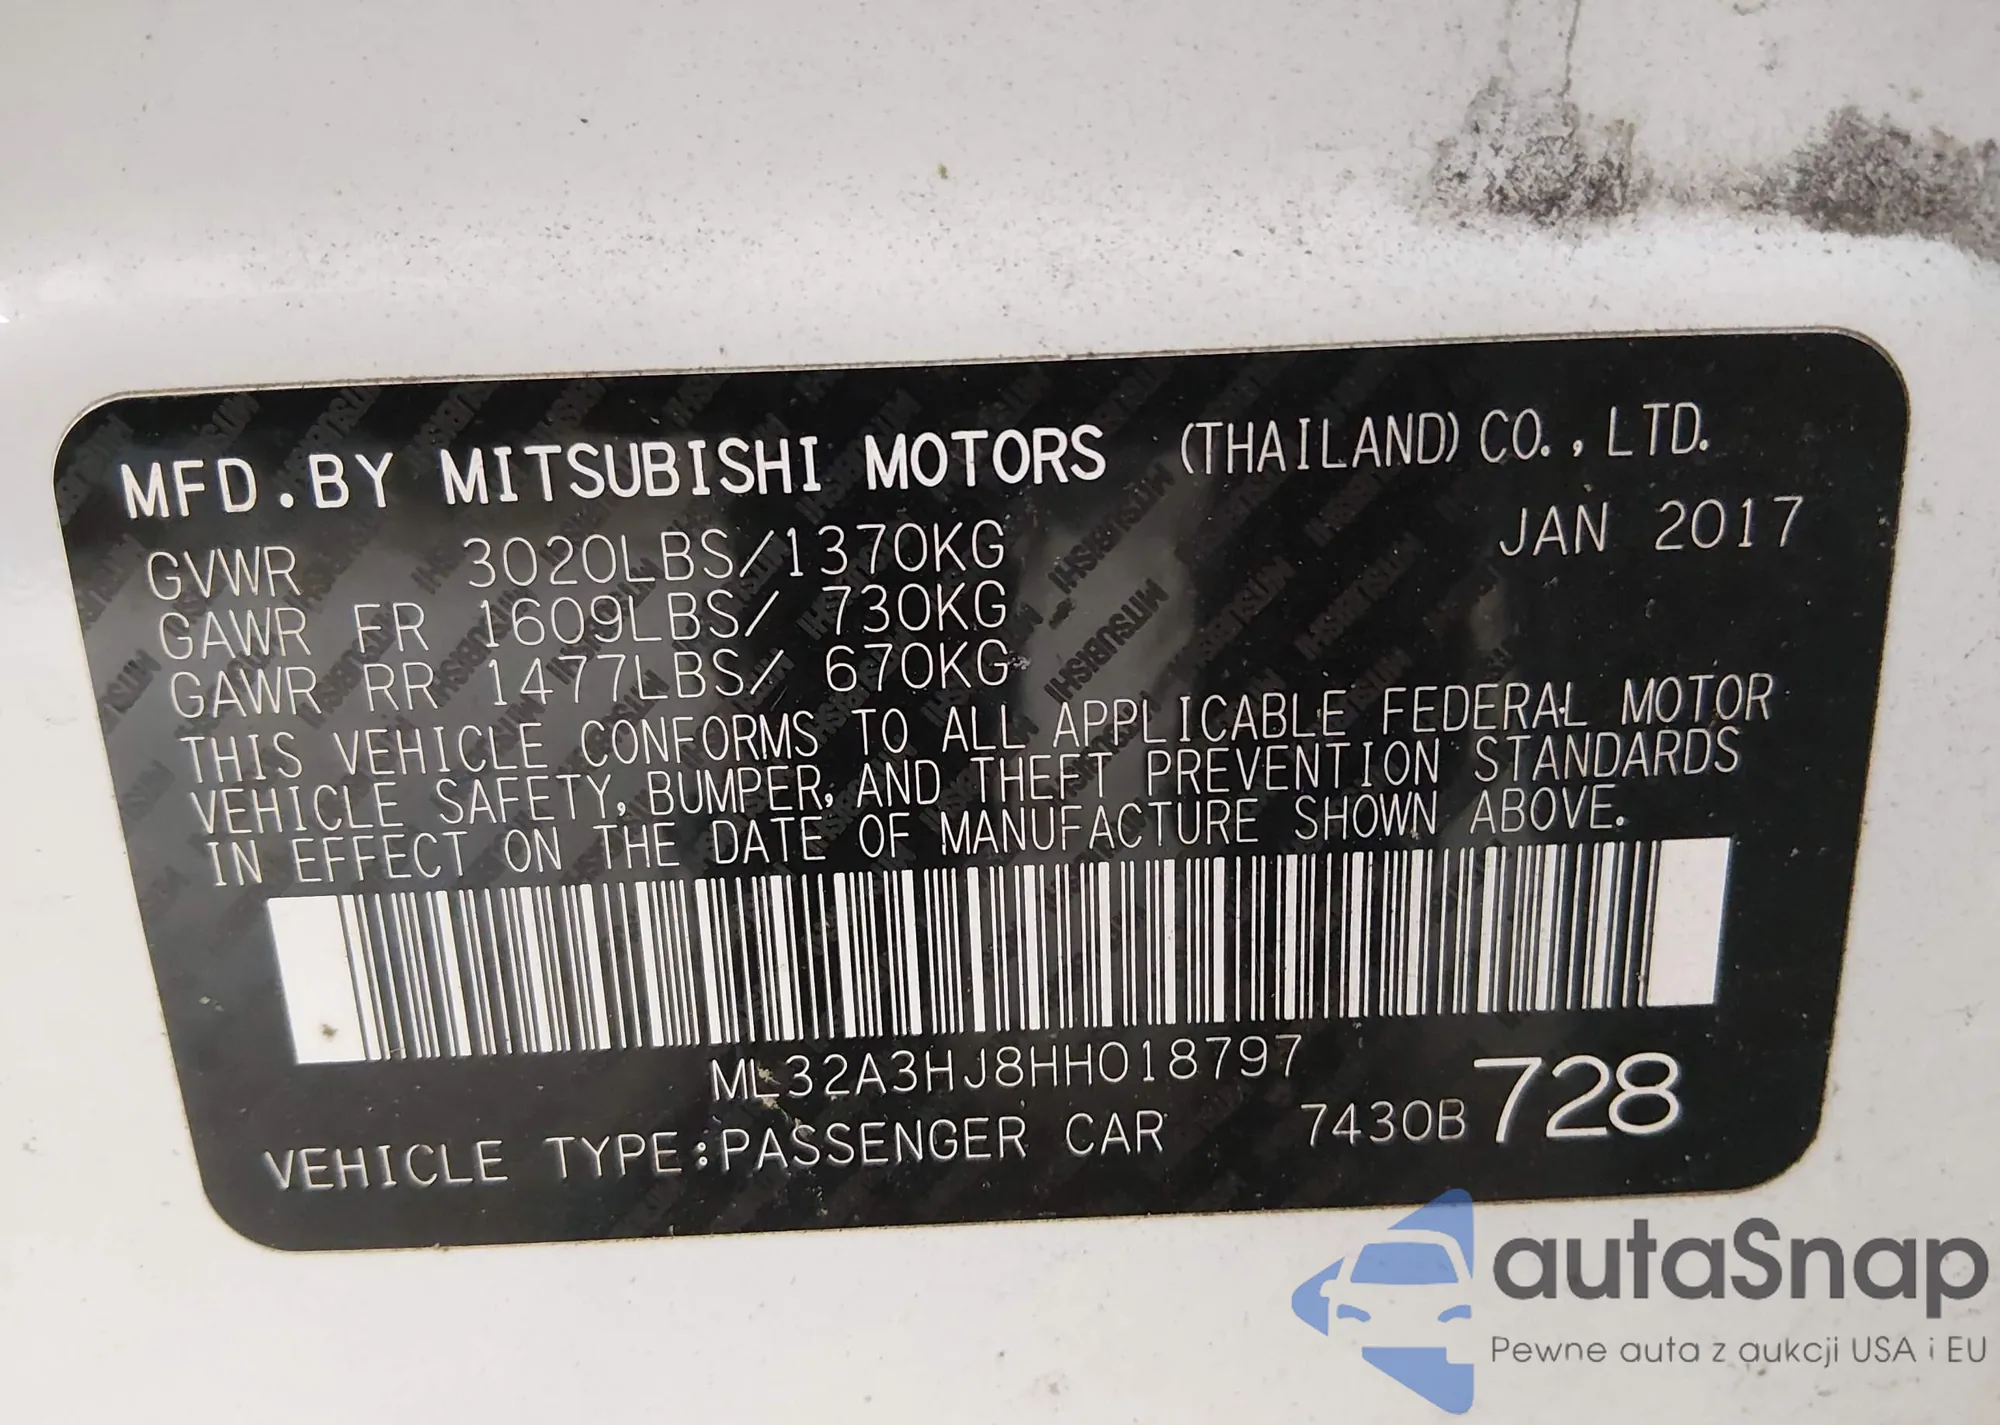 MFD.BY MITSUBISHI MOTORS (THAILAND) CO.,LTD.
JAN 2017
GVWR 3020LBS/1370KG
GAWR FR 1609LBS/ 730KG
GAWR RR 1477LBS/ 670KG
THIS VEHICLE CONFORMS TO ALL APPLICABLE FEDERAL MOTOR
VEHICLE SAFETY, BUMPER, AND THEFT PREVENTION STANDARDS
IN EFFECT ON THE DATE OF MANUFACTURE SHOWN ABOVE.
ML32A3HJ8HH018797
VEHICLE TYPE:PASSENGER CAR 7430B 728
autaSnap
Pewne auta z aukcji USA i EU